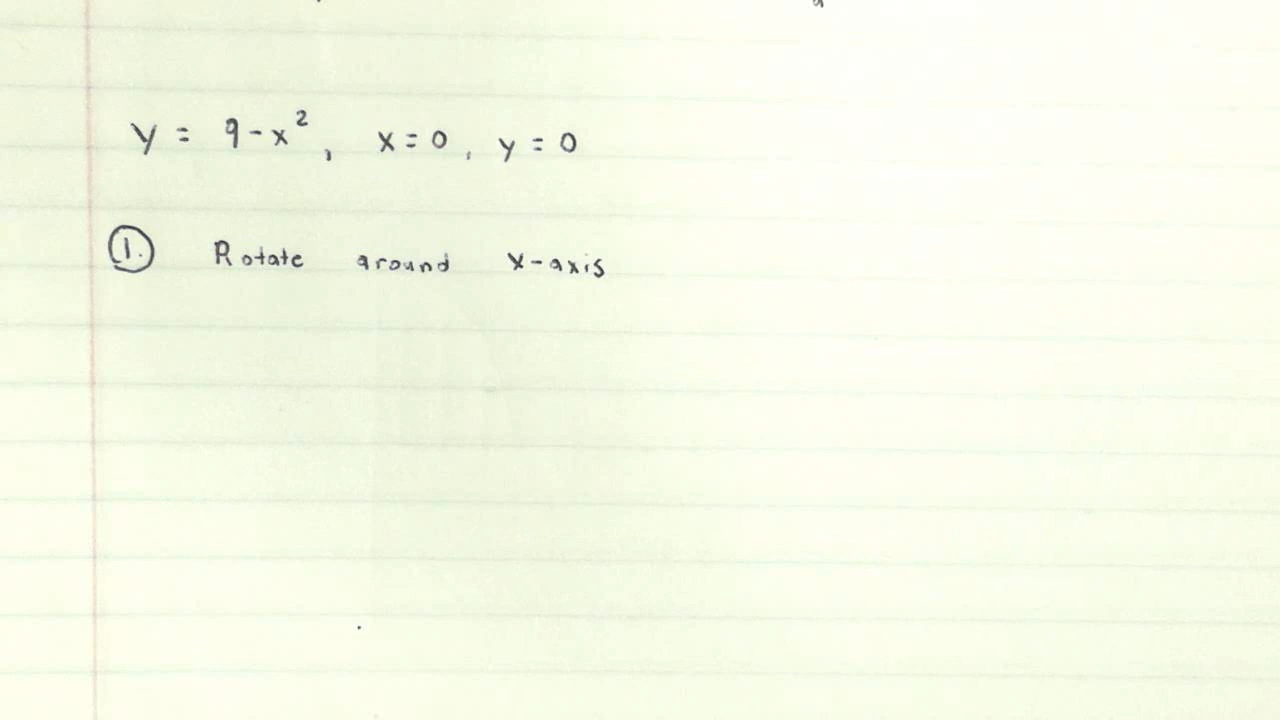 y = 9-x², x=0, y=0
1. Rotate around x-axis